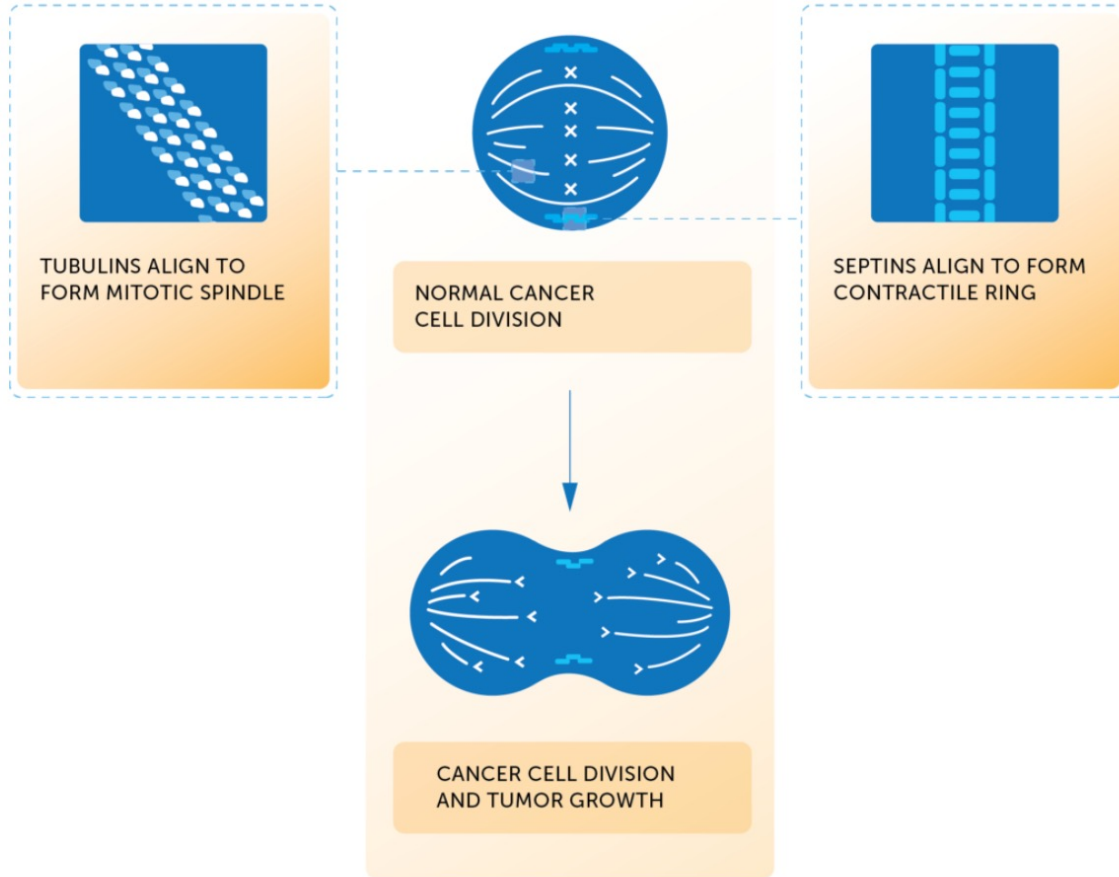 TUBULINS ALIGN TO
FORM MITOTIC SPINDLE
NORMAL CANCER
CELL DIVISION
SEPTINS ALIGN TO FORM
CONTRACTILE RING
CANCER CELL DIVISION
AND TUMOR GROWTH